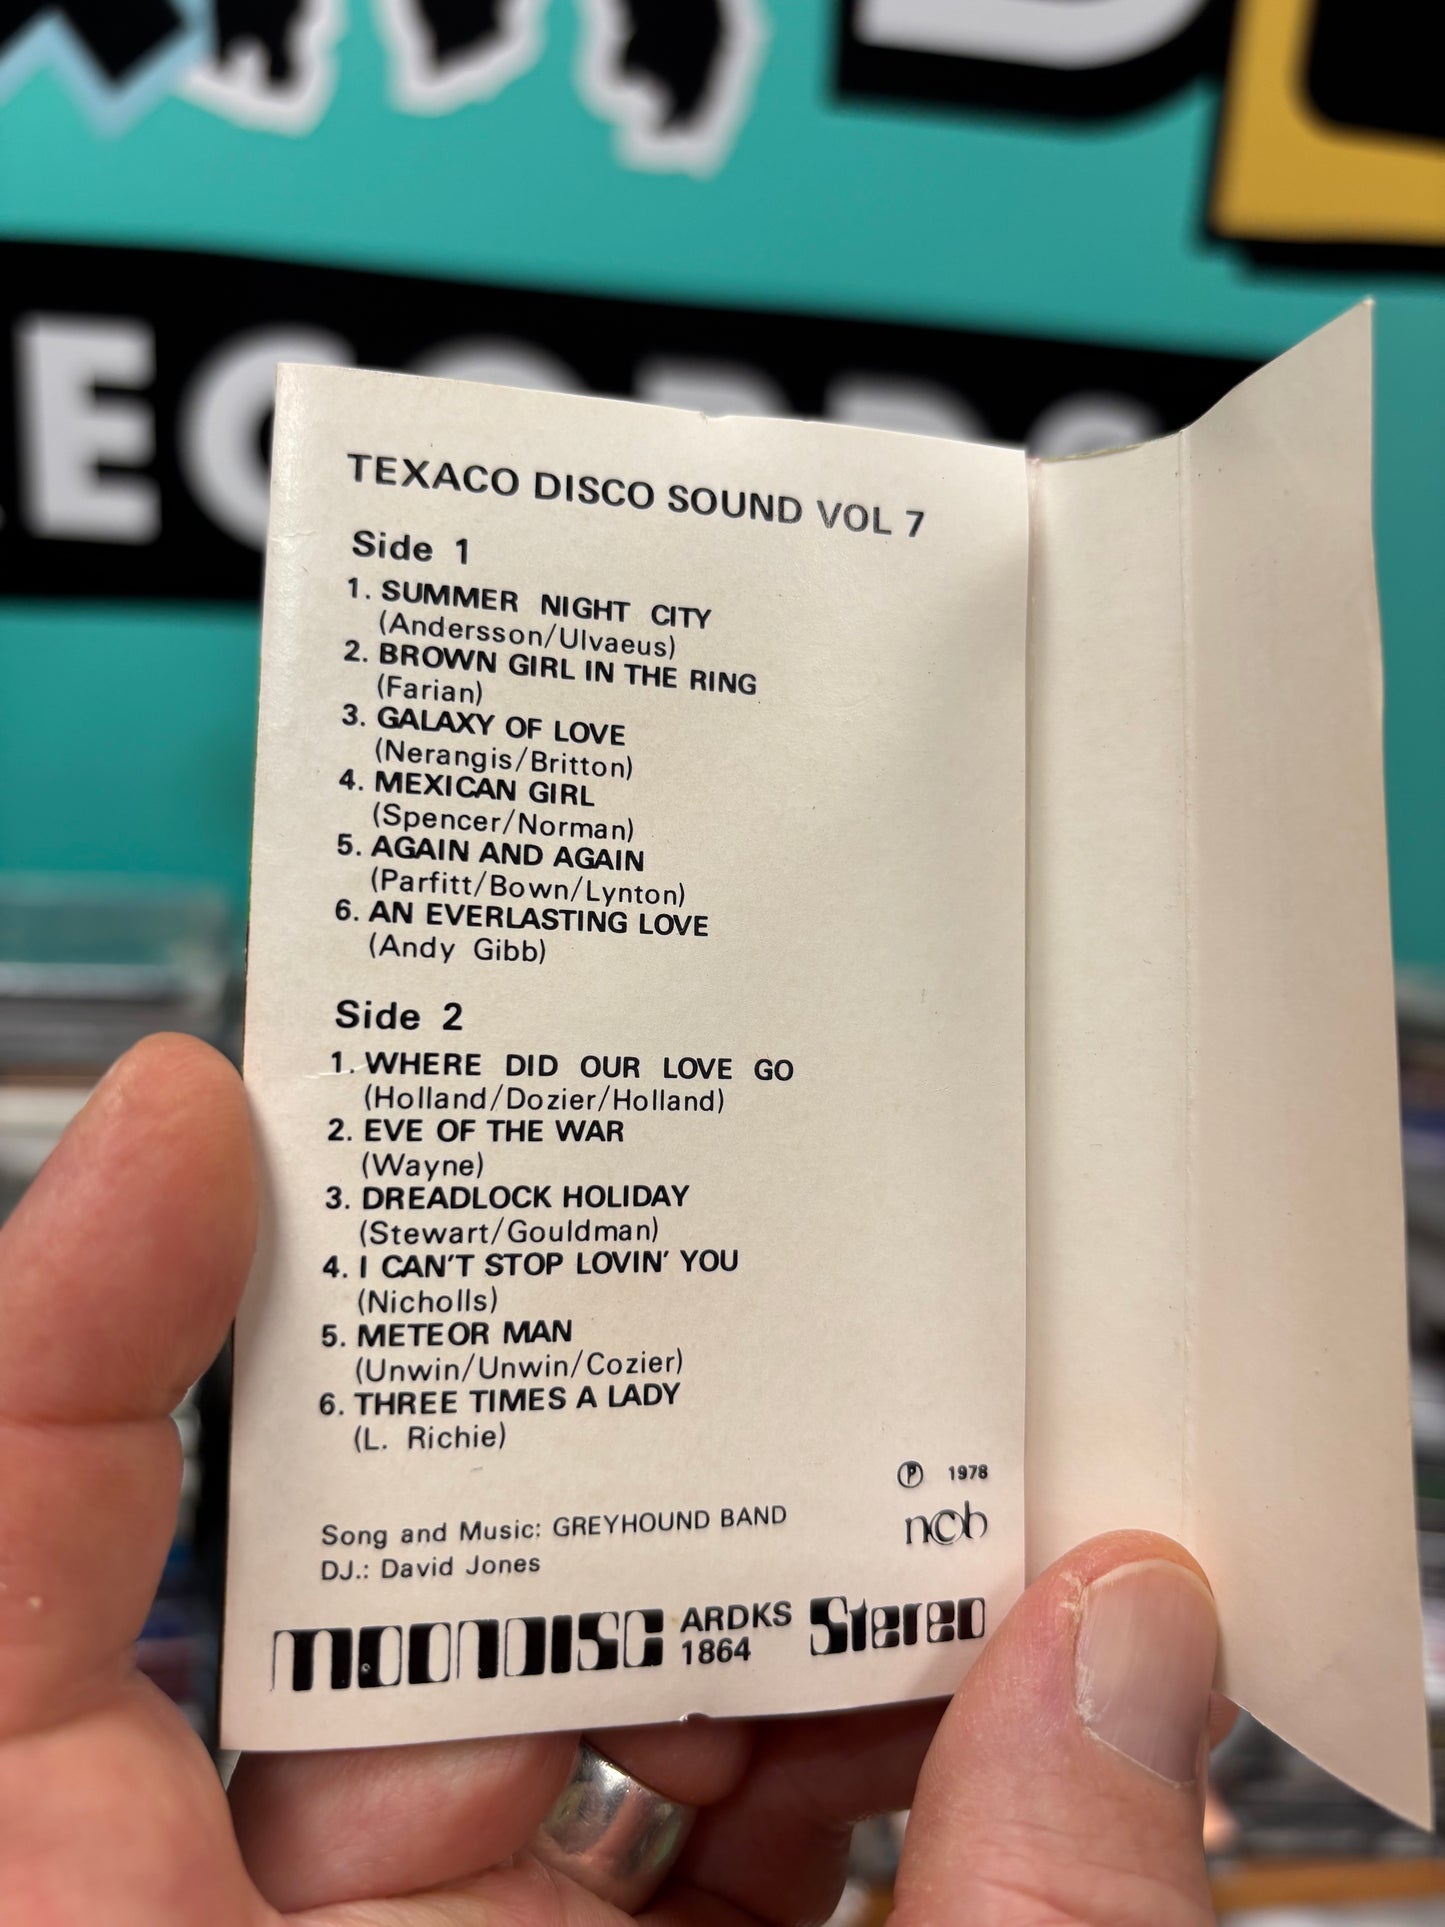 RECORDS
TEXACO DISCO SOUND VOL 7
Side 1
1. SUMMER NIGHT CITY
(Andersson/Ulvaeus)
2. BROWN GIRL IN THE RING
(Farian)
3. GALAXY OF LOVE
(Nerangis/Britton)
4. MEXICAN GIRL
(Spencer/Norman)
5. AGAIN AND AGAIN
(Parfitt/Bown/Lynton)
6. AN EVERLASTING LOVE
(Andy Gibb)
Side 2
1. WHERE DID OUR LOVE GO
(Holland/Dozier/Holland)
2. EVE OF THE WAR
(Wayne)
3. DREADLOCK HOLIDAY
(Stewart/Gouldman)
4. I CAN'T STOP LOVIN' YOU
(Nicholls)
5. METEOR MAN
(Unwin/Unwin/Cozier)
6. THREE TIMES A LADY
(L. Richie)
Ⓟ 1978
ncb
Song and Music: GREYHOUND BAND
DJ.: David Jones
MOONDISC ARDKS 1864 Stereo